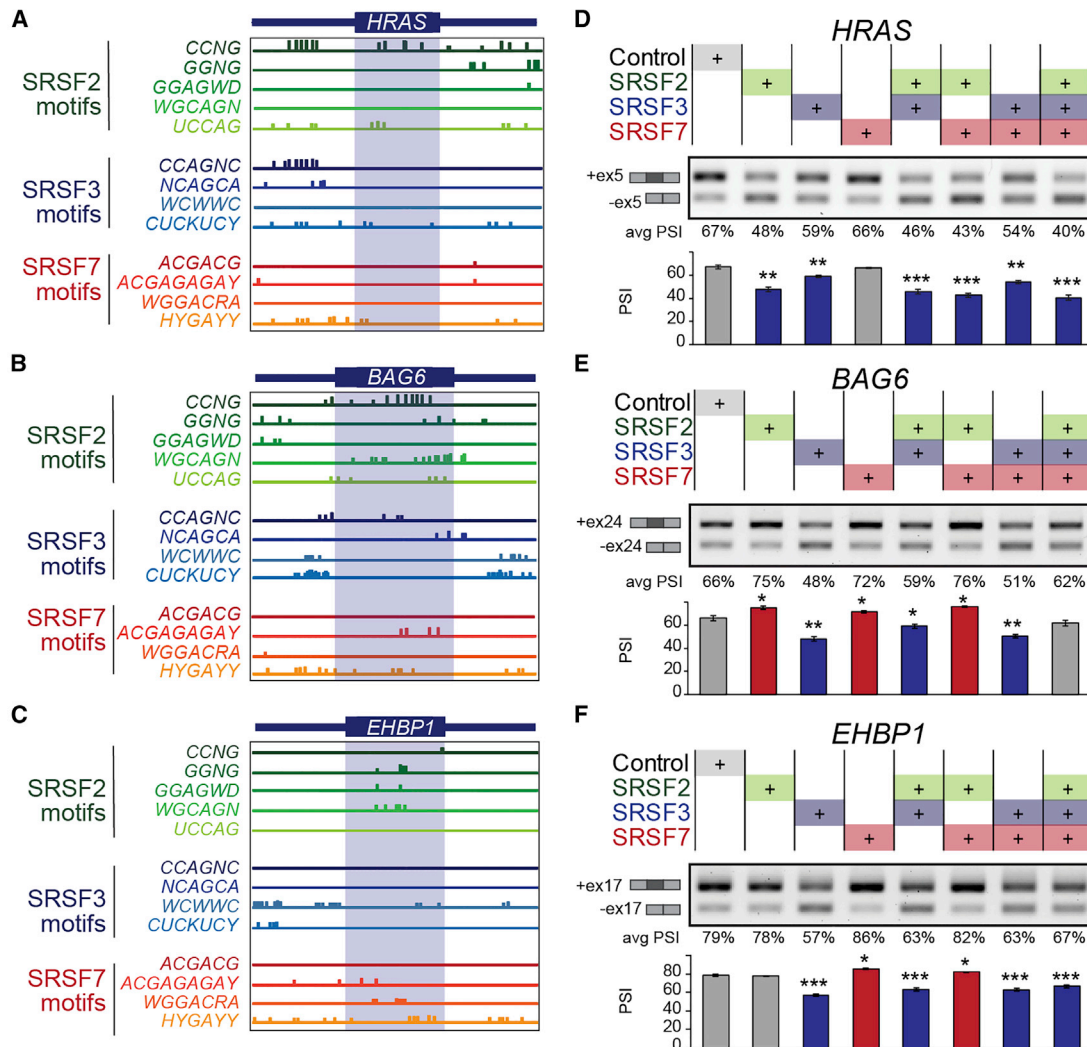 A
HRAS
SRSF2
motifs
CCNG
GGNG
GGAGWD
WGCAGN
UCCAG
SRSF3
motifs
CCAGNC
NCAGCA
WCWWC
CUCKUCY
SRSF7
motifs
ACGACG
ACGAGAGAY
WGGACRA
HYGAYY
B
BAG6
SRSF2
motifs
CCNG
GGNG
GGAGWD
WGCAGN
UCCAG
SRSF3
motifs
CCAGNC
NCAGCA
WCWWC
CUCKUCY
SRSF7
motifs
ACGACG
ACGAGAGAY
WGGACRA
HYGAYY
C
EHBP1
SRSF2
motifs
CCNG
GGNG
GGAGWD
WGCAGN
UCCAG
SRSF3
motifs
CCAGNC
NCAGCA
WCWWC
CUCKUCY
SRSF7
motifs
ACGACG
ACGAGAGAY
WGGACRA
HYGAYY
D
HRAS
Control +
SRSF2 + + + +
SRSF3 + + + +
SRSF7 + + + +
+ex5
-ex5
avg PSI 67% 48% 59% 66% 46% 43% 54% 40%
PSI
60
40
20
0
** ** *** *** ** ***
E
BAG6
Control +
SRSF2 + + + +
SRSF3 + + + +
SRSF7 + + + +
+ex24
-ex24
avg PSI 66% 75% 48% 72% 59% 76% 51% 62%
PSI
60
40
20
0
* ** * * * **
F
EHBP1
Control +
SRSF2 + + + +
SRSF3 + + + +
SRSF7 + + + +
+ex17
-ex17
avg PSI 79% 78% 57% 86% 63% 82% 63% 67%
PSI
80
40
0
*** * *** * *** ***